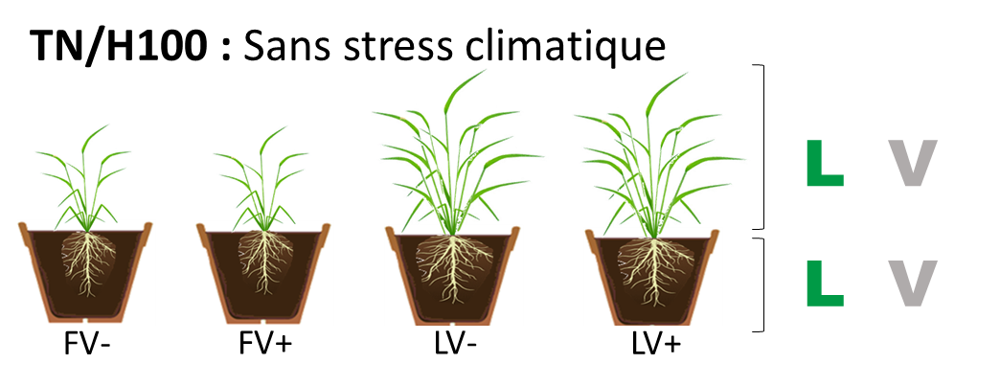 TN/H100 : Sans stress climatique
L V
L V
FV- FV+ LV- LV+